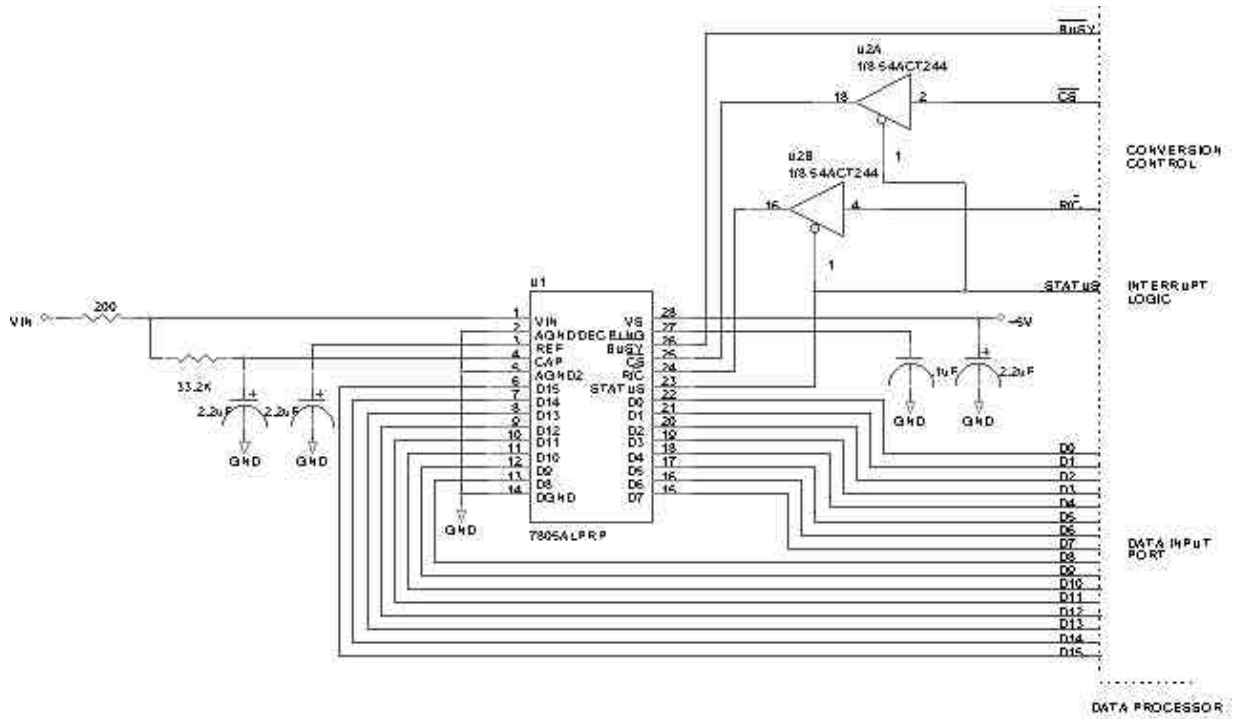 BUSY
U2A
1/8 54ACT244
18
2
CS
1
CONVERSION
CONTROL
U2B
1/8 54ACT244
16
4
R/C
1
STATUS
INTERRUPT
LOGIC
U1
VIN
200
33.2K
2.2uF
2.2uF
GND
GND
1
2
3
4
5
6
7
8
9
10
11
12
13
14
VIN
AGND
REF
CAP
AGND2
D15
D14
D13
D12
D11
D10
D9
D8
DGND
VS
DECPLNG
BUSY
CS
R/C
STATUS
D0
D1
D2
D3
D4
D5
D6
D7
28
27
26
25
24
23
22
21
20
19
18
17
16
15
1uF
2.2uF
GND
GND
GND
7805ALPRP
D0
D1
D2
D3
D4
D5
D6
D7
D8
D9
D10
D11
D12
D13
D14
D15
DATA INPUT
PORT
DATA PROCESSOR